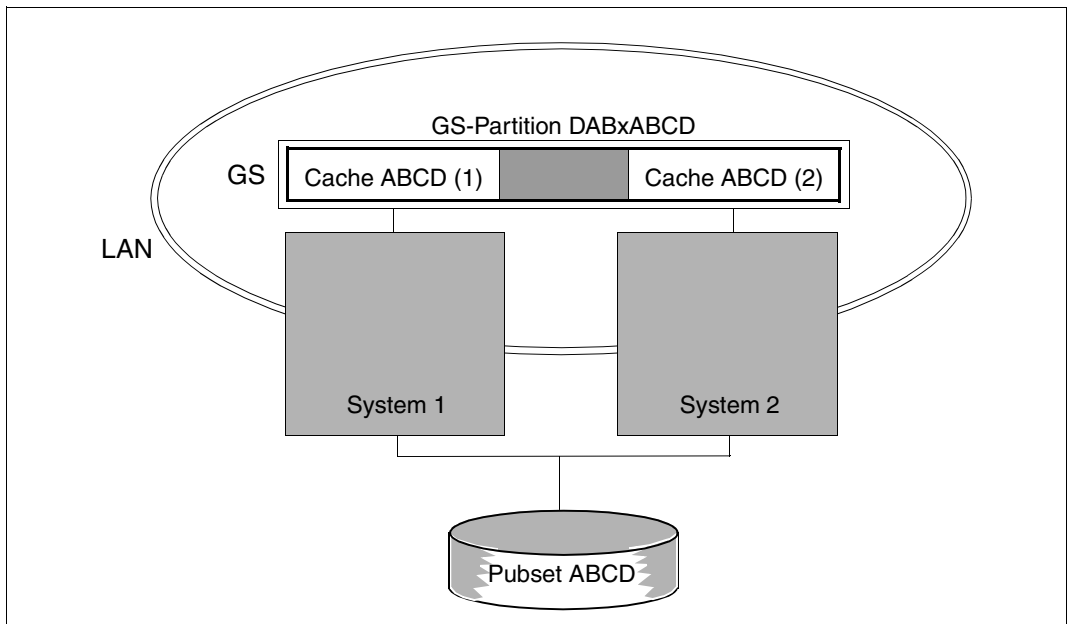 GS-Partition DABxABCD
GS
Cache ABCD (1)
Cache ABCD (2)
LAN
System 1
System 2
Pubset ABCD